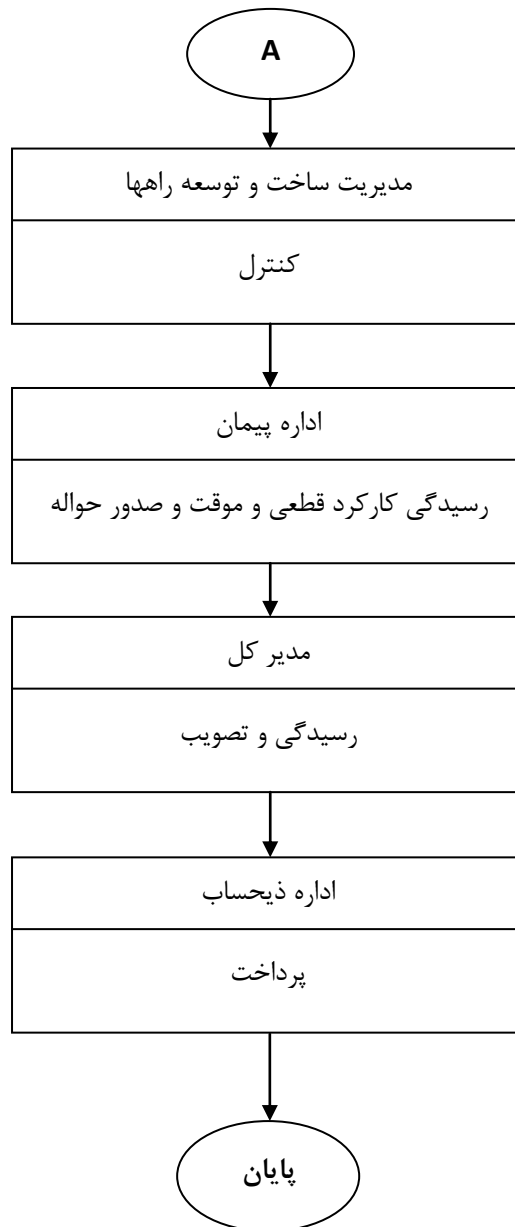 A
مدیریت ساخت و توسعه راهها
کنترل
اداره پیمان
رسیدگی کارکرد قطعی و موقت و صدور حواله
مدیر کل
رسیدگی و تصویب
اداره ذیحساب
پرداخت
پایان